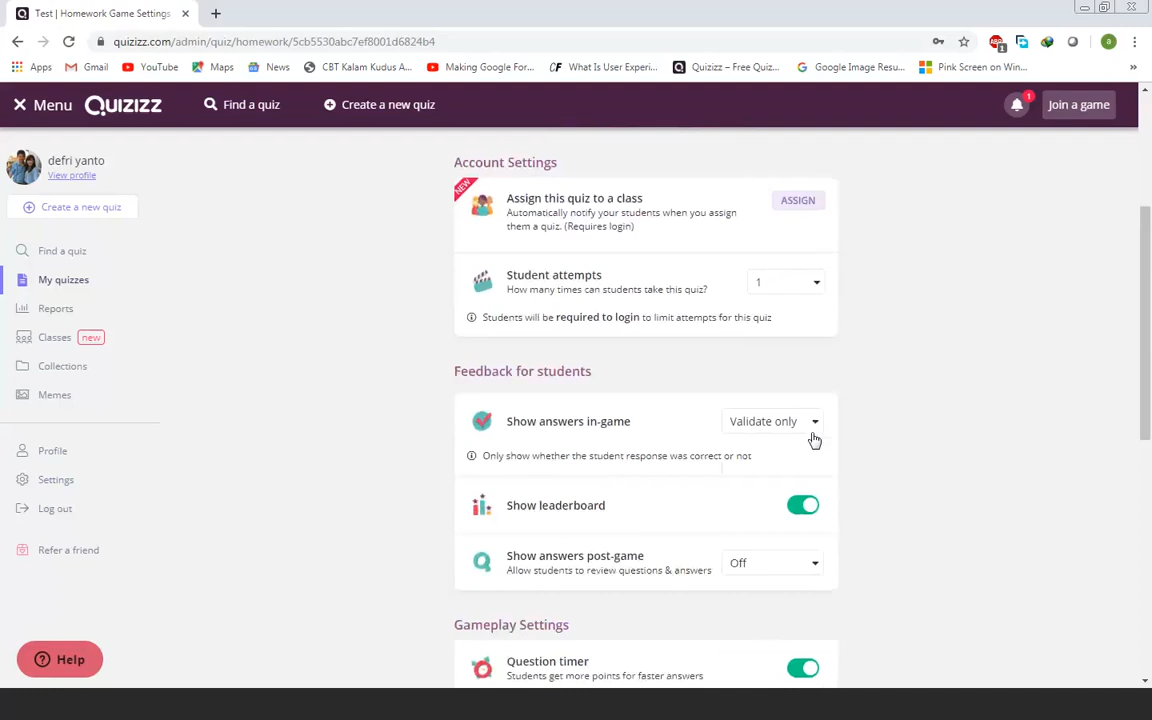 Test | Homework Game Settings
quizizz.com/admin/quiz/homework/5cb5530abc7ef8001d6824b4
1
a
Apps
Gmail
YouTube
Maps
News
CBT Kalam Kudus A...
Making Google For...
What Is User Experi...
Quizizz – Free Quiz...
Google Image Resu...
Pink Screen on Win...
Menu
QUIZIZZ
Find a quiz
Create a new quiz
1
Join a game
defri yanto
View profile
Create a new quiz
Find a quiz
My quizzes
Reports
Classes new
Collections
Memes
Profile
Settings
Log out
Refer a friend
Help
Account Settings
NEW
Assign this quiz to a class
Automatically notify your students when you assign
them a quiz. (Requires login)
ASSIGN
Student attempts
How many times can students take this quiz?
1
Students will be required to login to limit attempts for this quiz
Feedback for students
Show answers in-game
Validate only
Only show whether the student response was correct or not
Show leaderboard
Show answers post-game
Allow students to review questions & answers
Off
Gameplay Settings
Question timer
Students get more points for faster answers